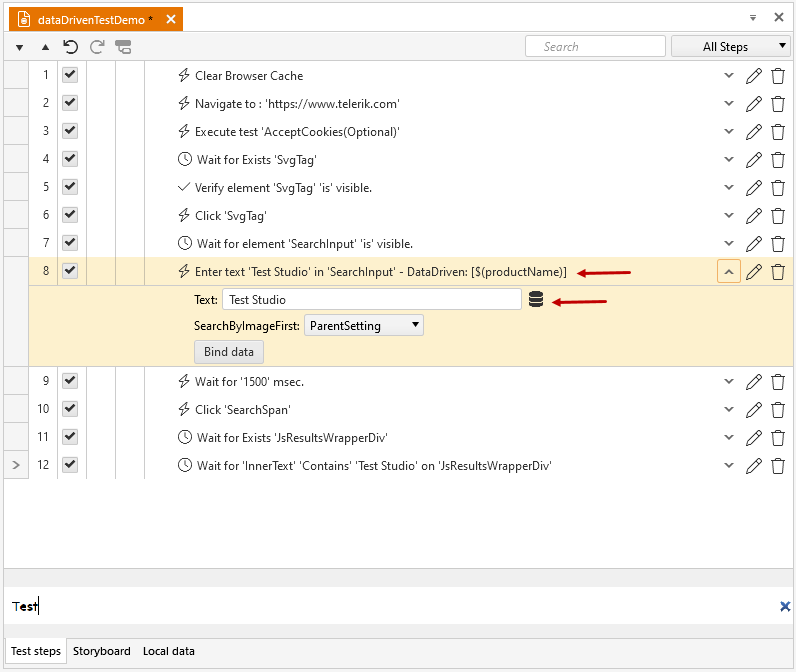 dataDrivenTestDemo *
Search
All Steps
1 Clear Browser Cache
2 Navigate to : 'https://www.telerik.com'
3 Execute test 'AcceptCookies(Optional)'
4 Wait for Exists 'SvgTag'
5 Verify element 'SvgTag' 'is' visible.
6 Click 'SvgTag'
7 Wait for element 'SearchInput' 'is' visible.
8 Enter text 'Test Studio' in 'SearchInput' - DataDriven: [$(productName)]
Text: Test Studio
SearchByImageFirst: ParentSetting
Bind data
9 Wait for '1500' msec.
10 Click 'SearchSpan'
11 Wait for Exists 'JsResultsWrapperDiv'
12 Wait for 'InnerText' 'Contains' 'Test Studio' on 'JsResultsWrapperDiv'
Test
Test steps Storyboard Local data